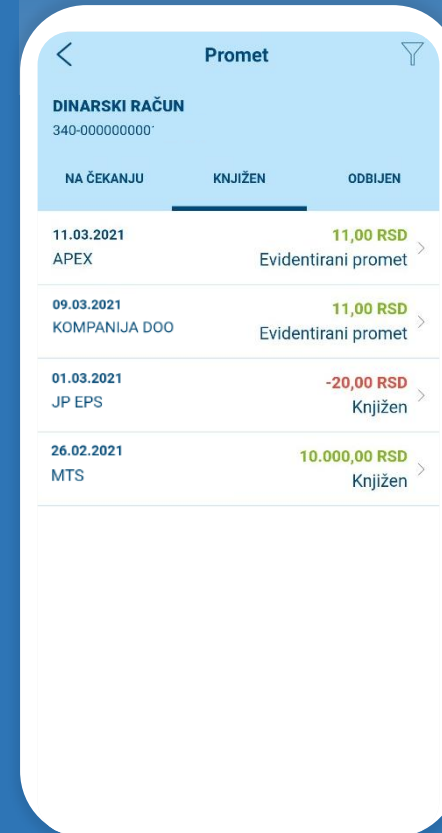 Promet
DINARSKI RAČUN
340-000000000
NA ČEKANJU KNJIŽEN ODBIJEN
11.03.2021 11,00 RSD
APEX Evidentirani promet
09.03.2021 11,00 RSD
KOMPANIJA DOO Evidentirani promet
01.03.2021 -20,00 RSD
JP EPS Knjižen
26.02.2021 10.000,00 RSD
MTS Knjižen